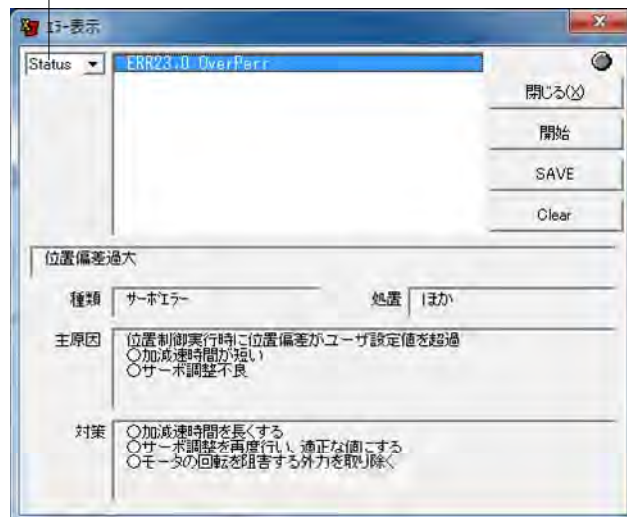 エラー表示
Status
ERR23.0 OverPerr
閉じる(X)
開始
SAVE
Clear
位置偏差過大
種類 サーボエラー 処置 ほか
主原因 位置制御実行時に位置偏差がユーザ設定値を超過
〇加減速時間が短い
〇サーボ調整不良
対策 〇加減速時間を長くする
〇サーボ調整を再度行い、適正な値にする
〇モータの回転を阻害する外力を取り除く